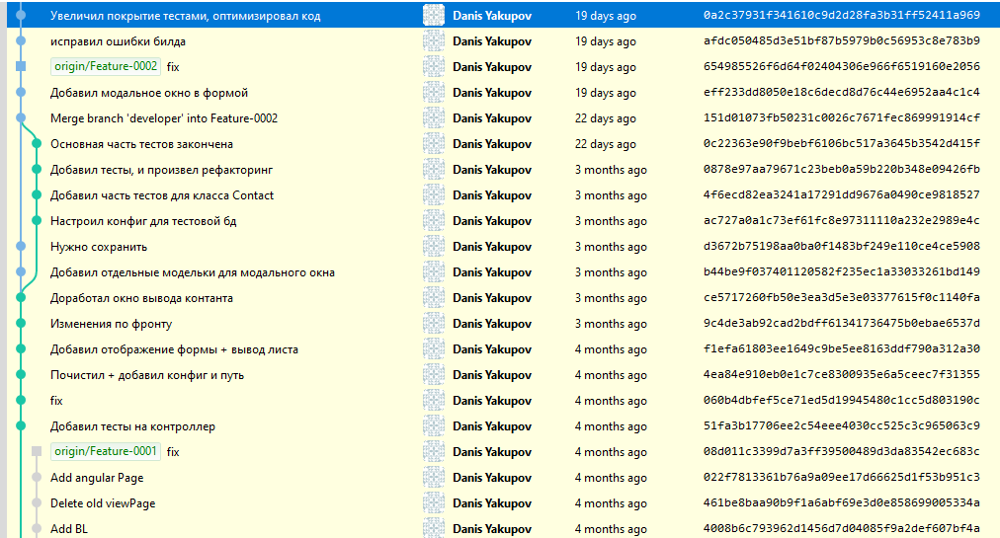 Увеличил покрытие тестами, оптимизировал код Danis Yakupov 19 days ago 0a2c37931f341610c9d2d28fa3b31ff52411a969
исправил ошибки билда Danis Yakupov 19 days ago afdc050485d3e51bf87b5979b0c56953c8e783b9
origin/Feature-0002 fix Danis Yakupov 19 days ago 654985526f6d64f02404306e966f6519160e2056
Добавил модальное окно в формой Danis Yakupov 19 days ago eff233dd8050e18c6decd8d76c44e6952aa4c1c4
Merge branch 'developer' into Feature-0002 Danis Yakupov 22 days ago 151d01073fb50231c0026c7671fec869991914cf
Основная часть тестов закончена Danis Yakupov 22 days ago 0c22363e90f9bebf6106bc517a3645b3542d415f
Добавил тесты, и произвел рефакторинг Danis Yakupov 3 months ago 0878e97aa79671c23beb0a59b220b348e09426fb
Добавил часть тестов для класса Contact Danis Yakupov 3 months ago 4f6ecd82ea3241a17291dd9676a0490ce9818527
Настроил конфиг для тестовой бд Danis Yakupov 3 months ago ac727a0a1c73ef61fc8e97311110a232e2989e4c
Нужно сохранить Danis Yakupov 3 months ago d3672b75198aa0ba0f1483bf249e110ce4ce5908
Добавил отдельные модельки для модального окна Danis Yakupov 3 months ago b44be9f037401120582f235ec1a33033261bd149
Доработал окно вывода контанта Danis Yakupov 3 months ago ce5717260fb50e3ea3d5e3e03377615f0c1140fa
Изменения по фронту Danis Yakupov 3 months ago 9c4de3ab92cad2bdff61341736475b0ebae6537d
Добавил отображение формы + вывод листа Danis Yakupov 4 months ago f1efa61803ee1649c9be5ee8163ddf790a312a30
Почистил + добавил конфиг и путь Danis Yakupov 4 months ago 4ea84e910eb0e1c7ce8300935e6a5ceec7f31355
fix Danis Yakupov 4 months ago 060b4dbfef5ce71ed5d19945480c1cc5d803190c
Добавил тесты на контроллер Danis Yakupov 4 months ago 51fa3b17706ee2c54eee4030cc525c3c965063c9
origin/Feature-0001 fix Danis Yakupov 4 months ago 08d011c3399d7a3ff39500489d3da83542ec683c
Add angular Page Danis Yakupov 4 months ago 022f7813361b76a9a09ee17d66625d1f53b951c3
Delete old viewPage Danis Yakupov 4 months ago 461be8baa90b9f1a6abf69e3d0e858699005334a
Add BL Danis Yakupov 4 months ago 4008b6c793962d1456d7d04085f9a2def607bf4a